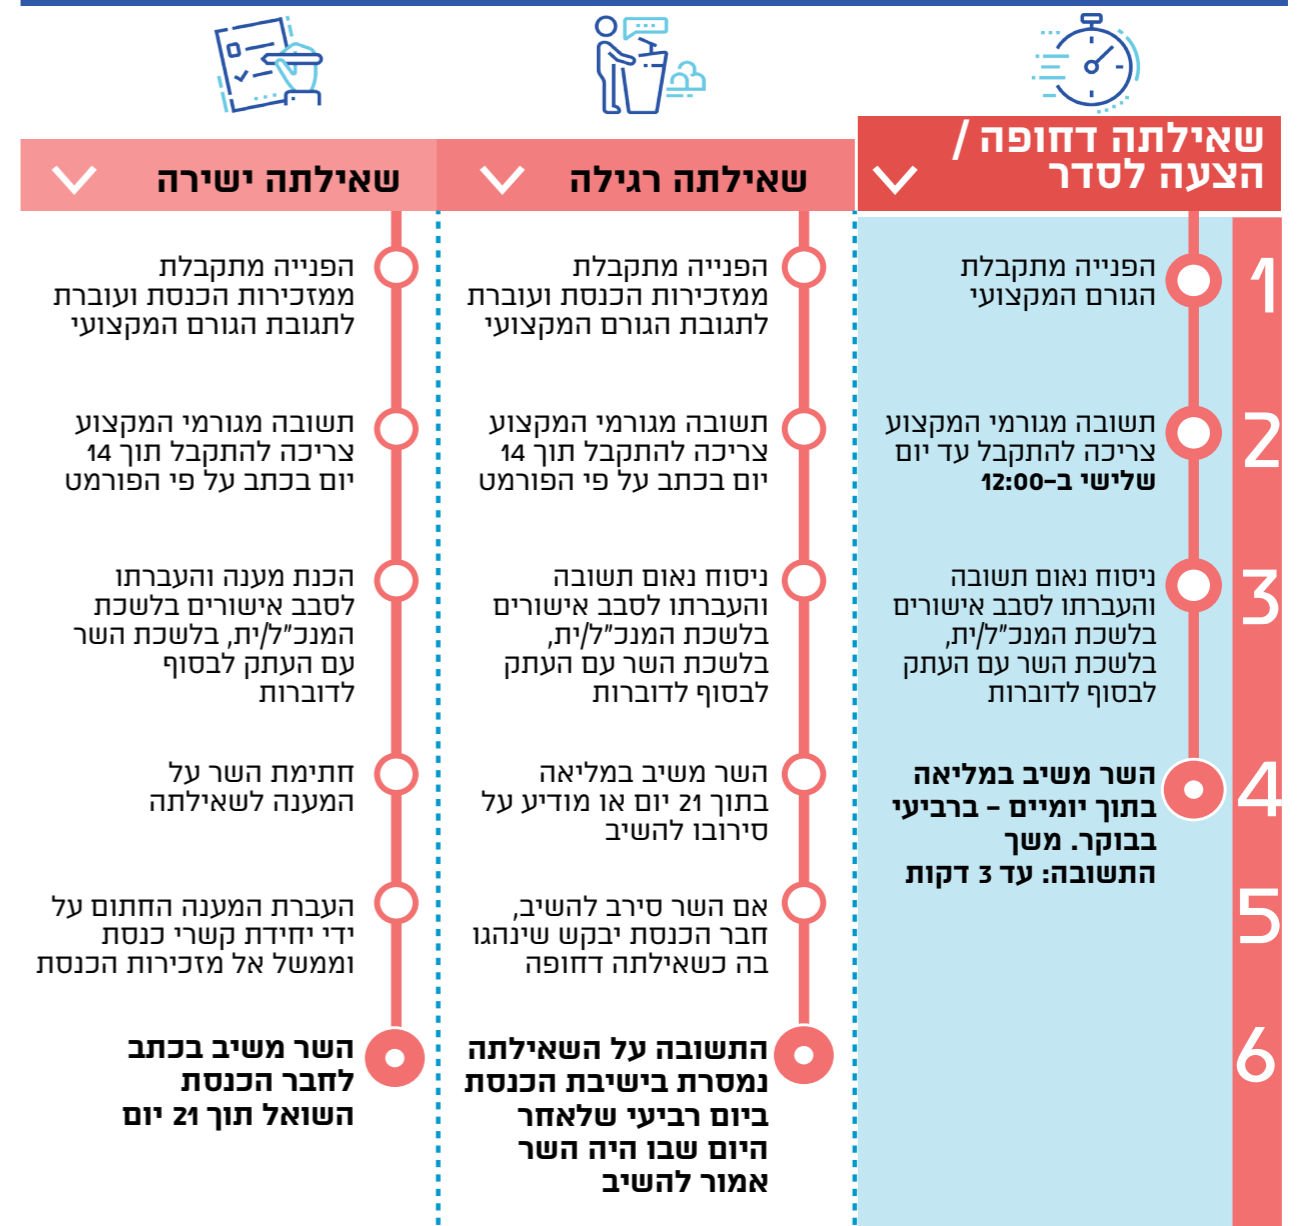 שאילתה דחופה /
הצעה לסדר
1
הפנייה מתקבלת
הגורם המקצועי
2
תשובה מגורמי המקצוע
צריכה להתקבל עד יום
שלישי ב-12:00
3
ניסוח נאום תשובה
והעברתו לסבב אישורים
בלשכת המנכ"ל/ית,
בלשכת השר עם העתק
לבסוף לדוברות
4
השר משיב במליאה
בתוך יומיים - ברביעי
בבוקר. משך
התשובה: עד 3 דקות
5
6
שאילתה רגילה
הפנייה מתקבלת
ממזכירות הכנסת ועוברת
לתגובת הגורם המקצועי
תשובה מגורמי המקצוע
צריכה להתקבל תוך 14
יום בכתב על פי הפורמט
ניסוח נאום תשובה
והעברתו לסבב אישורים
בלשכת המנכ"ל/ית,
בלשכת השר עם העתק
לבסוף לדוברות
השר משיב במליאה
בתוך 21 יום או מודיע על
סירובו להשיב
אם השר סירב להשיב,
חבר הכנסת יבקש שינהגו
בה כשאילתה דחופה
התשובה על השאילתה
נמסרת בישיבת הכנסת
ביום רביעי שלאחר
היום שבו היה השר
אמור להשיב
שאילתה ישירה
הפנייה מתקבלת
ממזכירות הכנסת ועוברת
לתגובת הגורם המקצועי
תשובה מגורמי המקצוע
צריכה להתקבל תוך 14
יום בכתב על פי הפורמט
הכנת מענה והעברתו
לסבב אישורים בלשכת
המנכ"ל/ית, בלשכת השר
עם העתק לבסוף
לדוברות
חתימת השר על
המענה לשאילתה
העברת המענה החתום על
ידי יחידת קשרי כנסת
וממשל אל מזכירות הכנסת
השר משיב בכתב
לחבר הכנסת
השואל תוך 21 יום